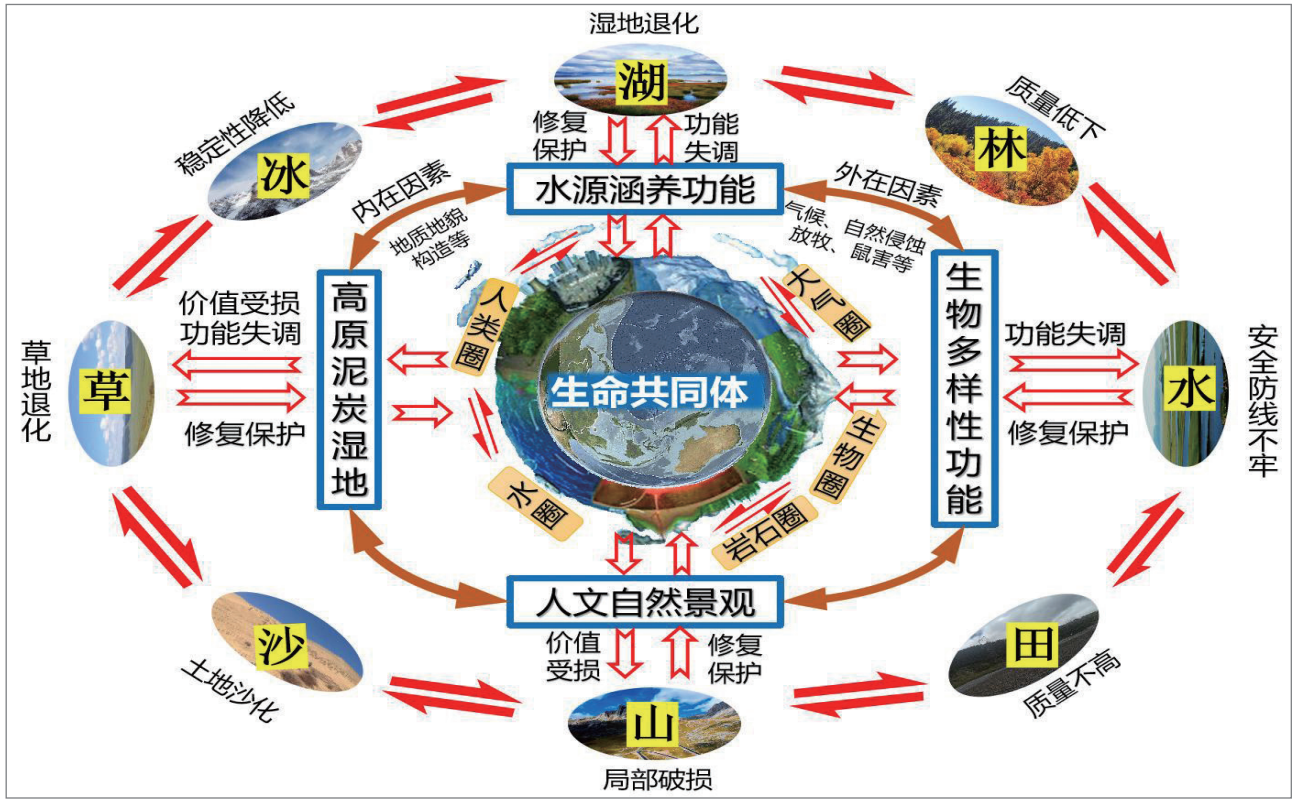 湿地退化
湖
修复
保护
功能
失调
质量低下
林
稳定性降低
冰
水源涵养功能
内在因素
地质地貌
构造等
外在因素
气候、自然侵蚀
放牧、鼠害等
人类圈
大气圈
高原泥炭湿地
生物多样性功能
价值受损
功能失调
修复保护
草地退化
草
生命共同体
功能失调
修复保护
水
安全防线不牢
生物圈
水圈
岩石圈
人文自然景观
价值
受损
修复
保护
沙
土地沙化
田
质量不高
山
局部破损